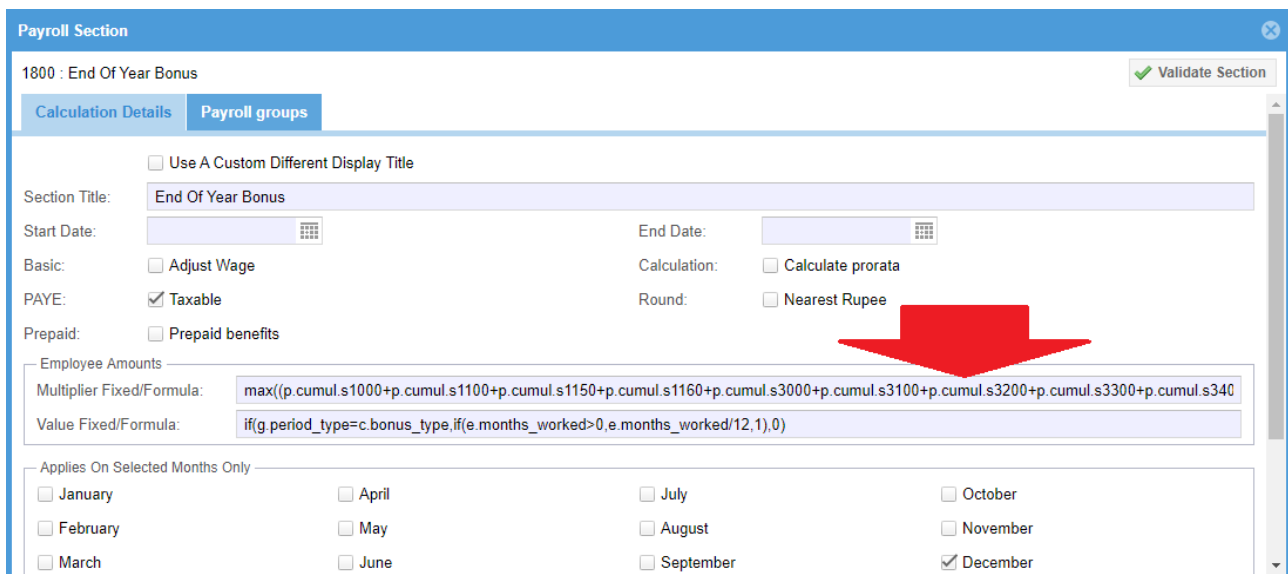 Payroll Section
1800 : End Of Year Bonus
Validate Section
Calculation Details Payroll groups
Use A Custom Different Display Title
Section Title: End Of Year Bonus
Start Date: End Date:
Basic: Adjust Wage Calculation: Calculate prorata
PAYE: Taxable Round: Nearest Rupee
Prepaid: Prepaid benefits
Employee Amounts
Multiplier Fixed/Formula: max((p.cumul.s1000+p.cumul.s1100+p.cumul.s1150+p.cumul.s1160+p.cumul.s3000+p.cumul.s3100+p.cumul.s3200+p.cumul.s3300+p.cumul.s340
Value Fixed/Formula: if(g.period_type=c.bonus_type,if(e.months_worked>0,e.months_worked/12,1),0)
Applies On Selected Months Only
January April July October
February May August November
March June September December